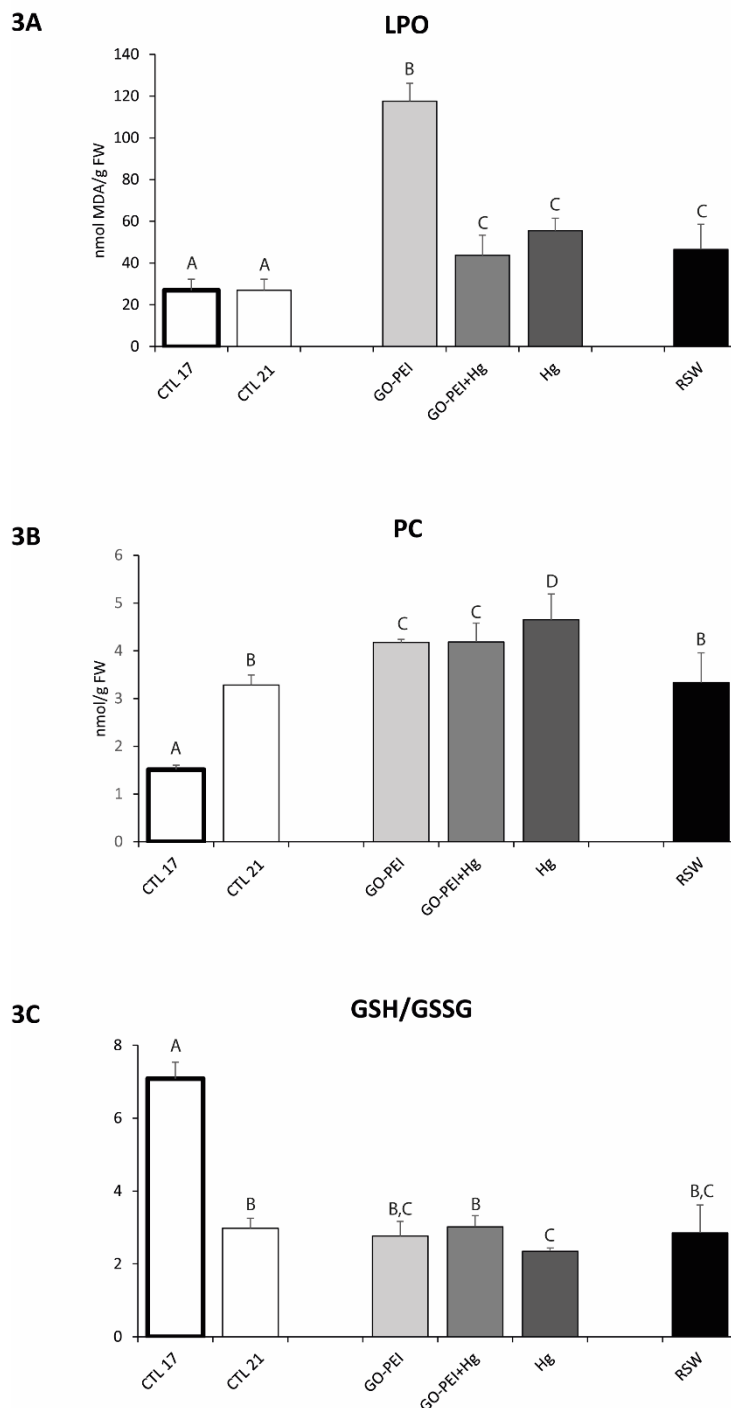 3A
LPO
nmol MDA/g FW
140
120
100
80
60
40
20
0
A
A
B
C
C
C
CTL 17
CTL 21
GO-PEI
GO-PEI+Hg
Hg
RSW
3B
PC
nmol/g FW
6
5
4
3
2
1
0
A
B
C
C
D
B
CTL 17
CTL 21
GO-PEI
GO-PEI+Hg
Hg
RSW
3C
GSH/GSSG
8
6
4
2
0
A
B
B,C
B
C
B,C
CTL 17
CTL 21
GO-PEI
GO-PEI+Hg
Hg
RSW